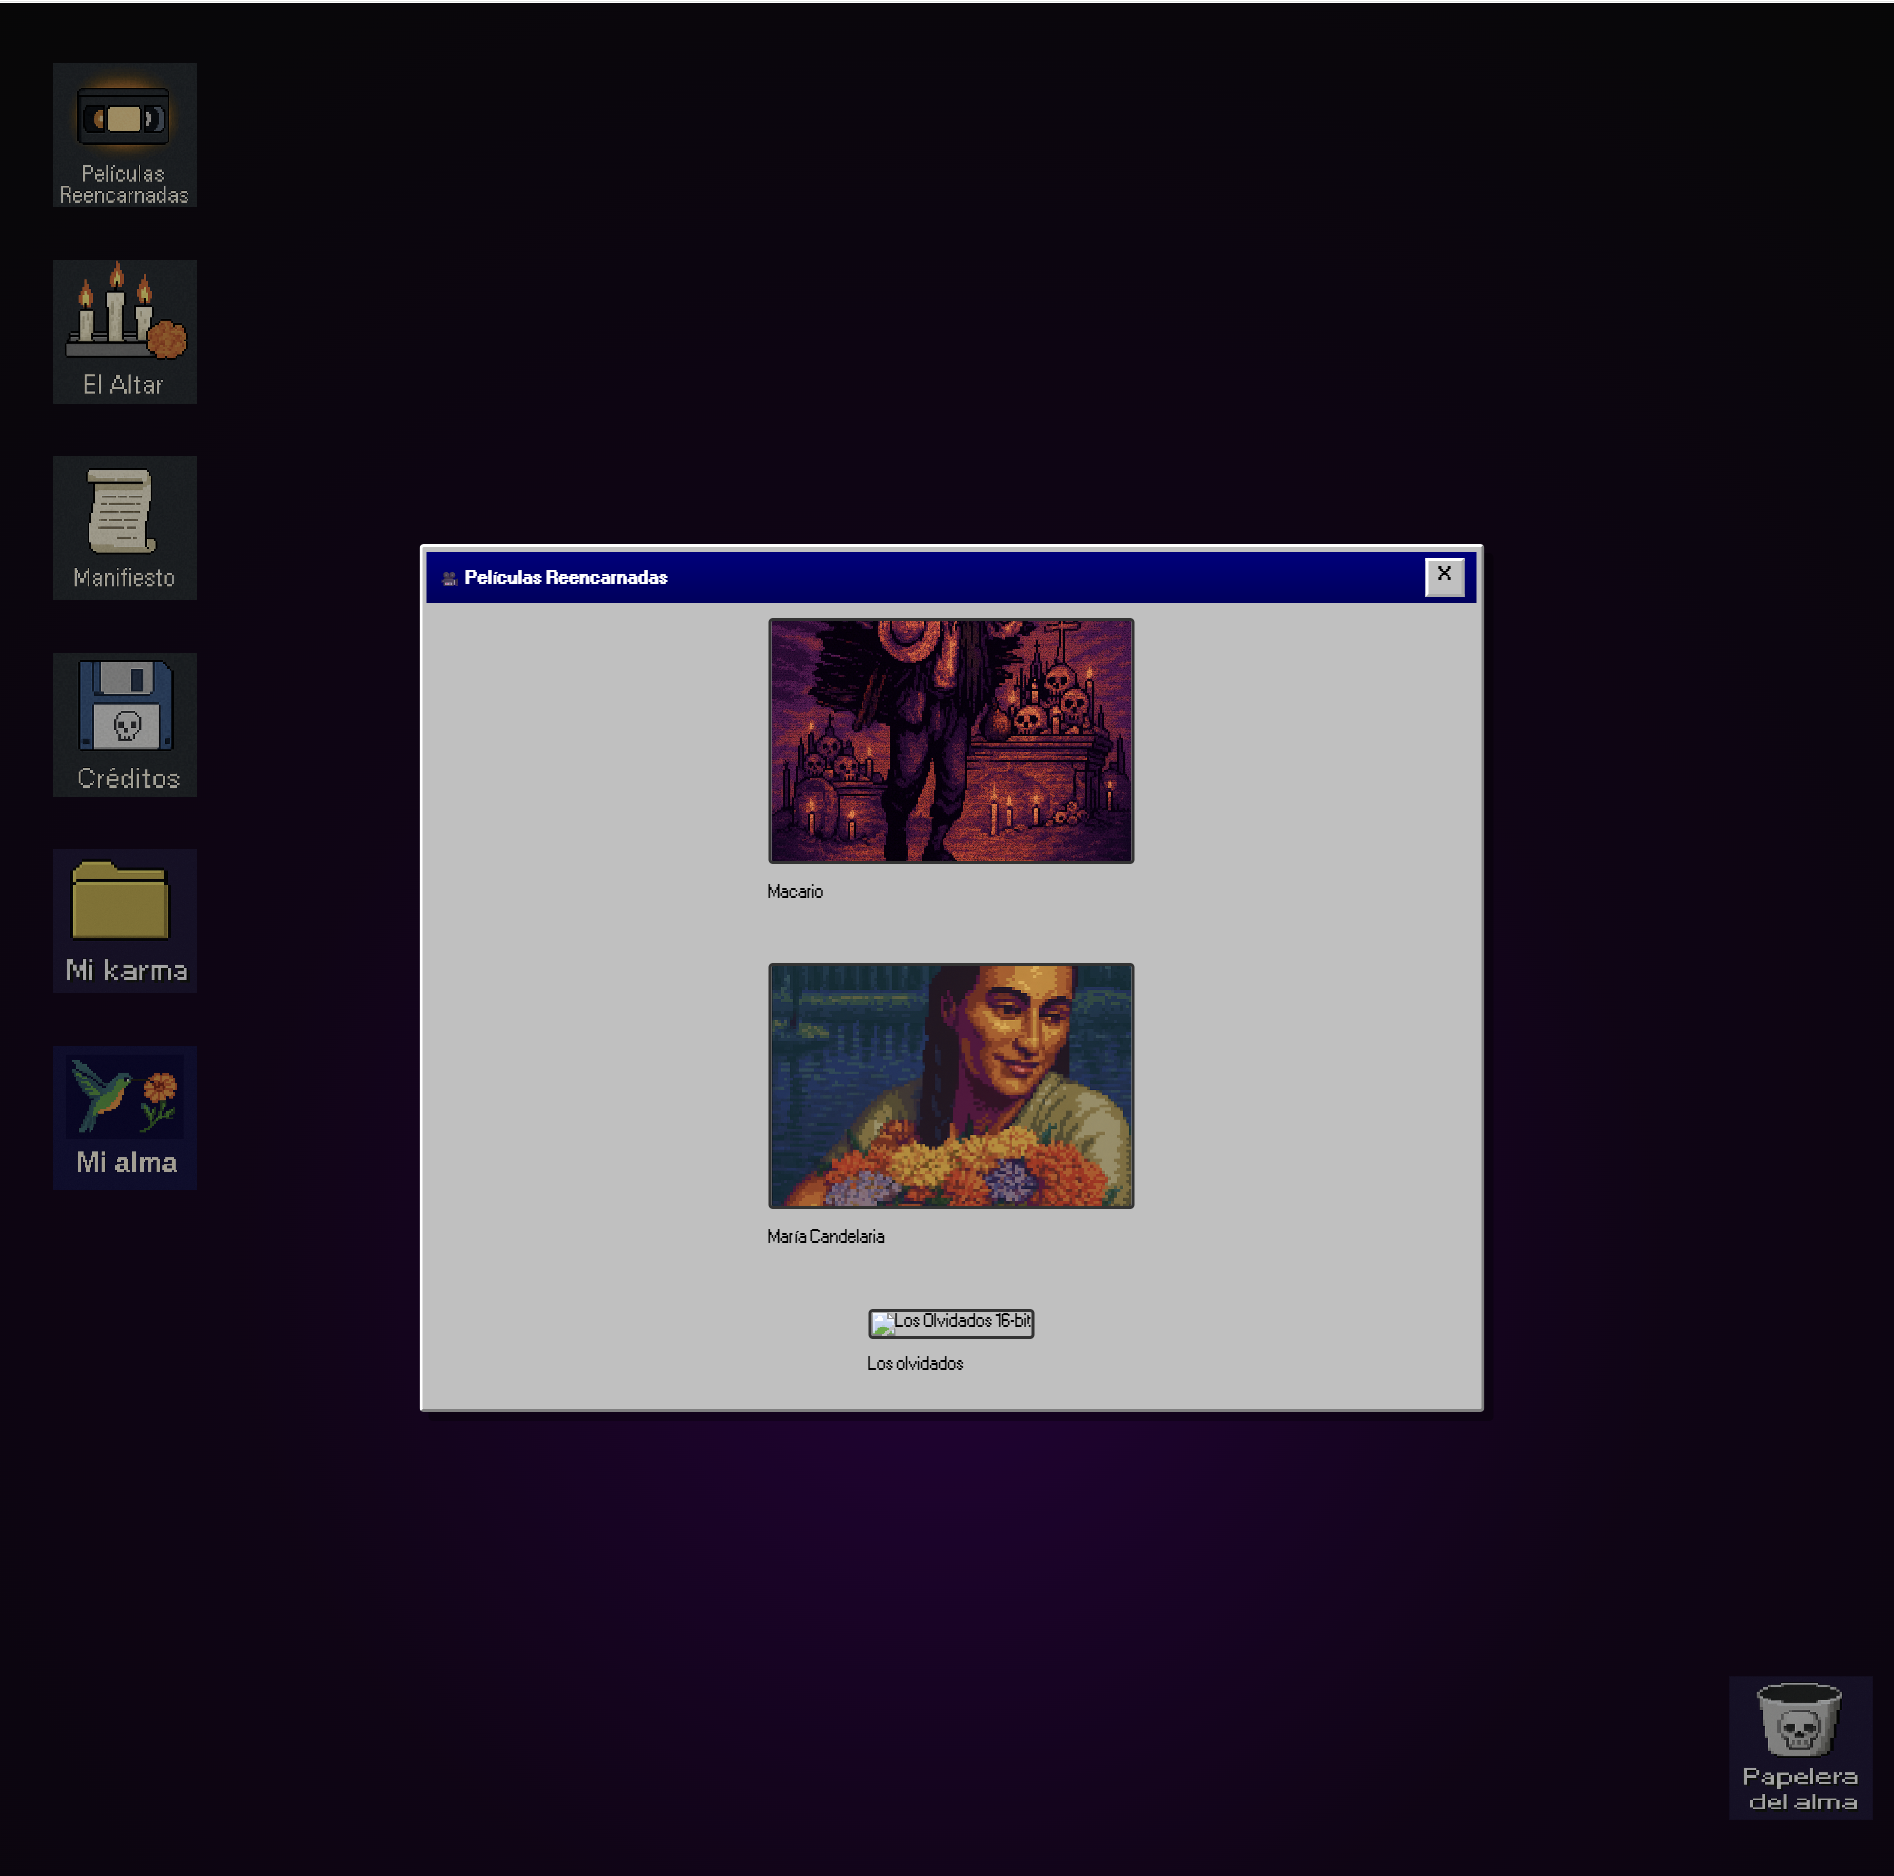 Películas
Reencarnadas
El Altar
Manifiesto
Créditos
Mi karma
Mi alma
Películas Reencarnadas
X
Macario
María Candelaria
Los Olvidados 16-bit
Los olvidados
Papelera
del alma